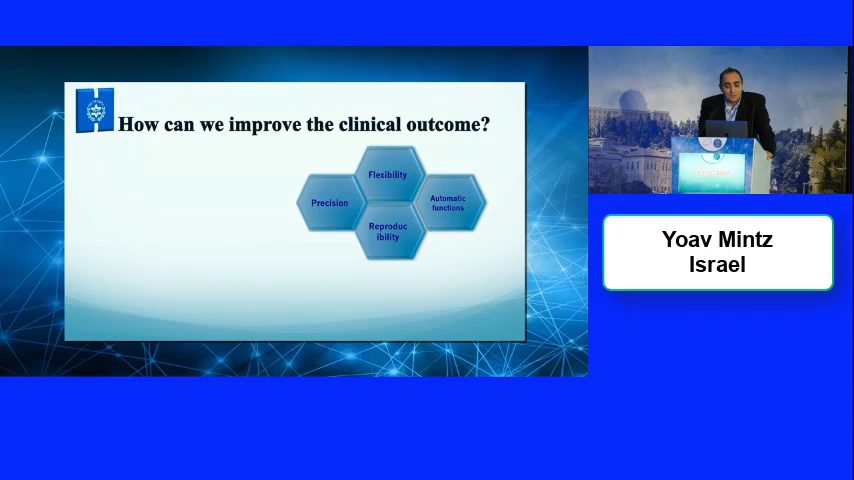 How can we improve the clinical outcome?
Flexibility
Precision
Automatic
functions
Reproduc
ibility
Yoav Mintz
Israel